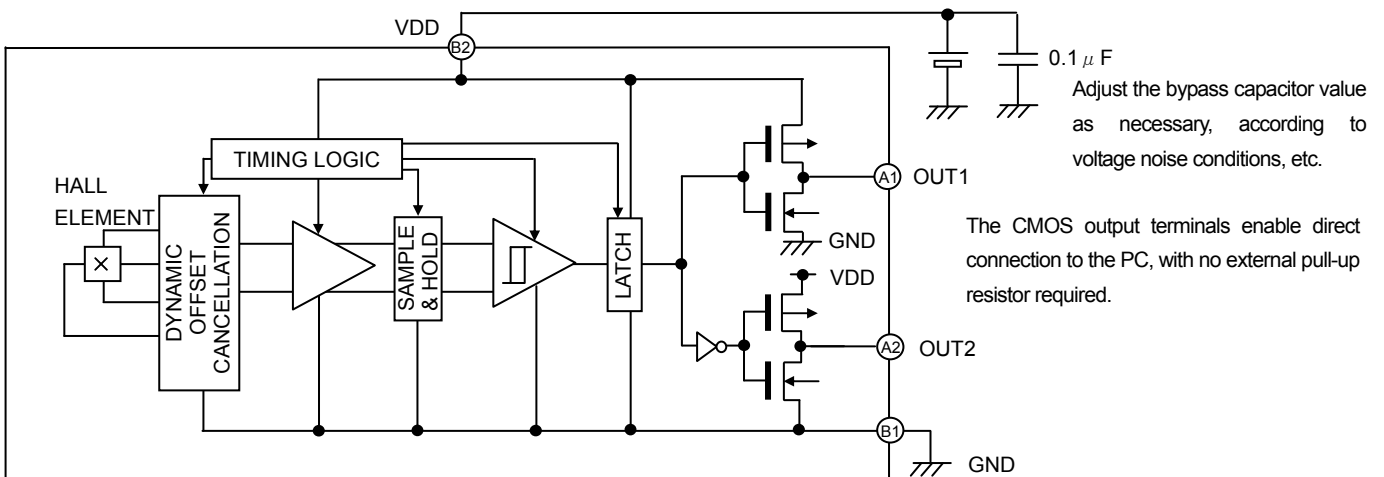 VDD
B2
0.1μF
Adjust the bypass capacitor value
as necessary, according to
voltage noise conditions, etc.
TIMING LOGIC
HALL
ELEMENT
×
DYNAMIC
OFFSET
CANCELLATION
SAMPLE
& HOLD
LATCH
A1 OUT1
GND
The CMOS output terminals enable direct
connection to the PC, with no external pull-up
resistor required.
VDD
A2 OUT2
B1
GND